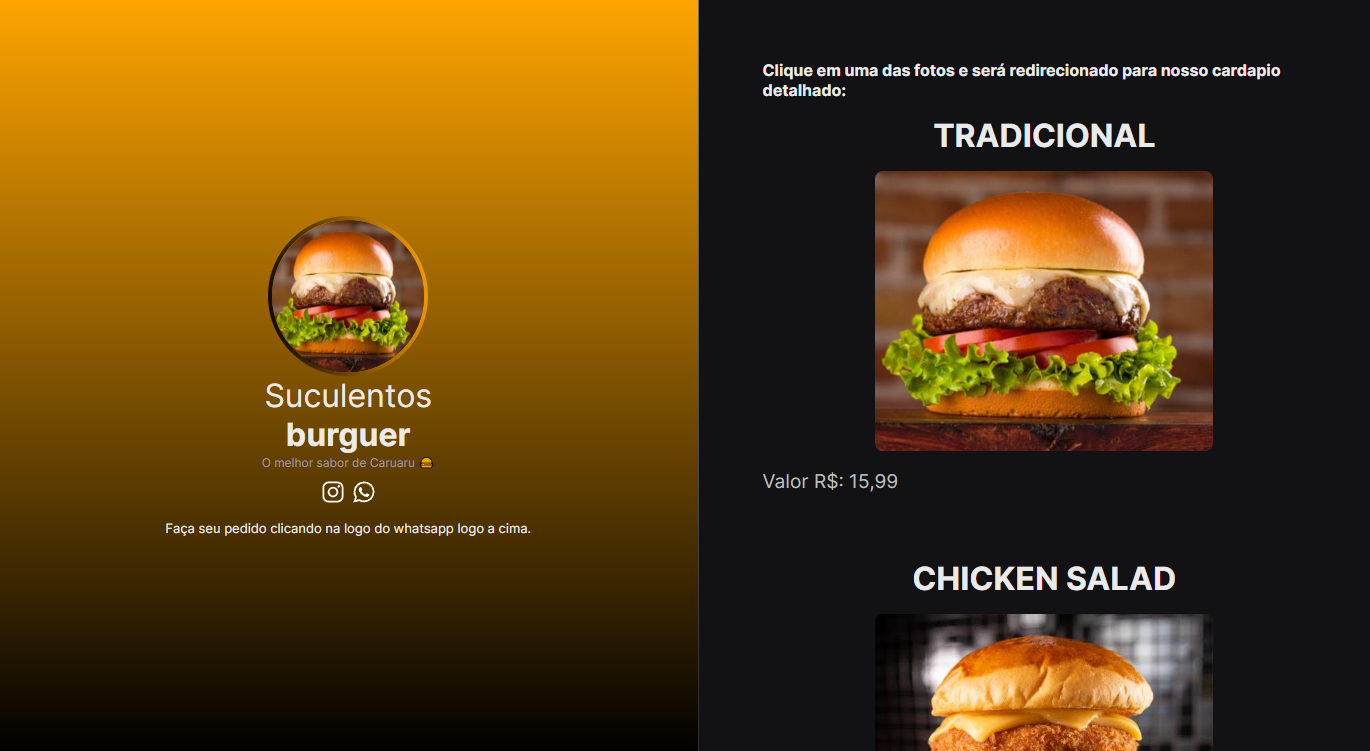 Suculentos
burguer
O melhor sabor de Caruaru 🍔
Faça seu pedido clicando na logo do whatsapp logo a cima.
Clique em uma das fotos e será redirecionado para nosso cardapio
detalhado:
TRADICIONAL
Valor R$: 15,99
CHICKEN SALAD